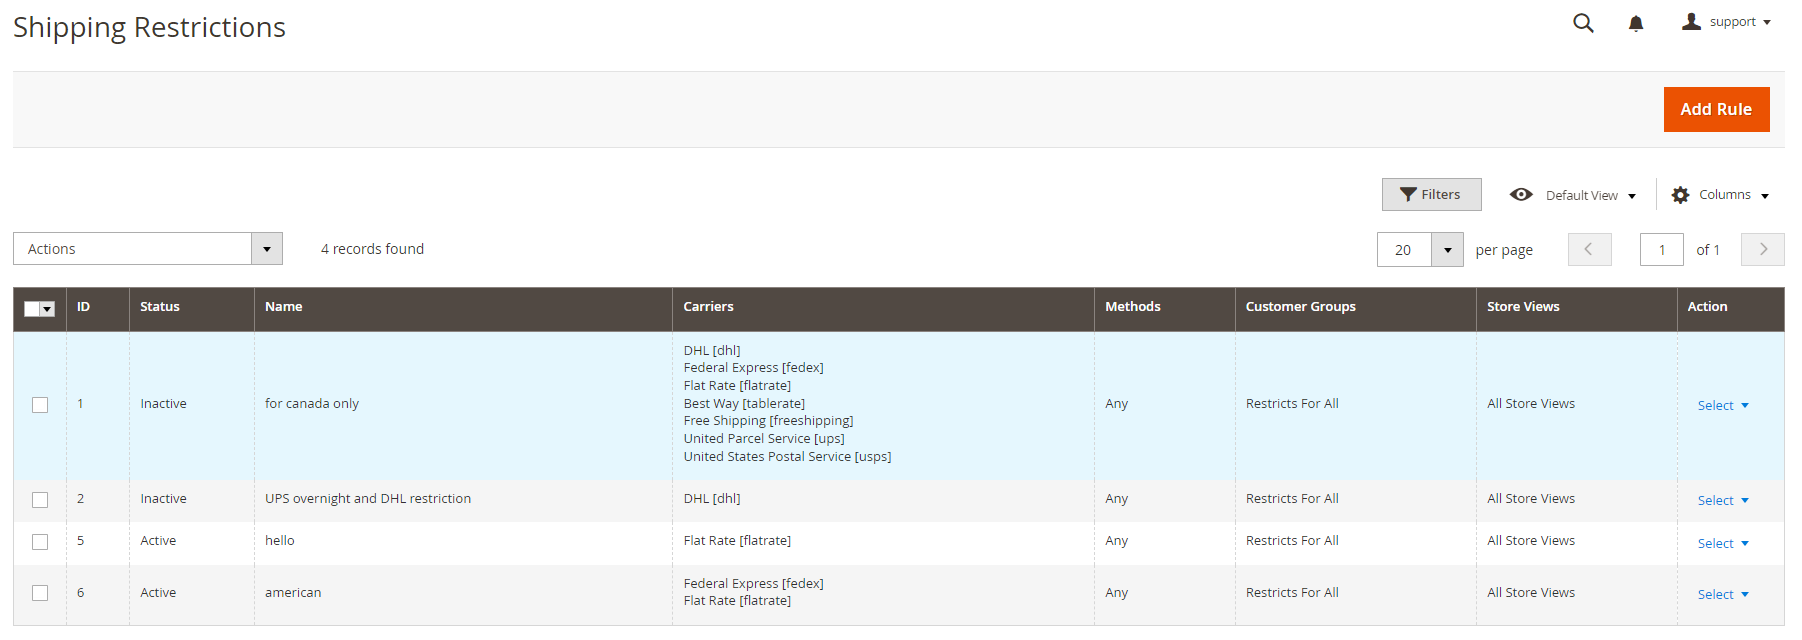 Shipping Restrictions
support
Add Rule
Filters
Default View
Columns
Actions
4 records found
20
per page
1
of 1
ID Status Name Carriers Methods Customer Groups Store Views Action
DHL [dhl]
Federal Express [fedex]
Flat Rate [flatrate]
1 Inactive for canada only Best Way [tablerate] Any Restricts For All All Store Views Select
Free Shipping [freeshipping]
United Parcel Service [ups]
United States Postal Service [usps]
2 Inactive UPS overnight and DHL restriction DHL [dhl] Any Restricts For All All Store Views Select
5 Active hello Flat Rate [flatrate] Any Restricts For All All Store Views Select
6 Active american Federal Express [fedex] Any Restricts For All All Store Views Select
Flat Rate [flatrate]